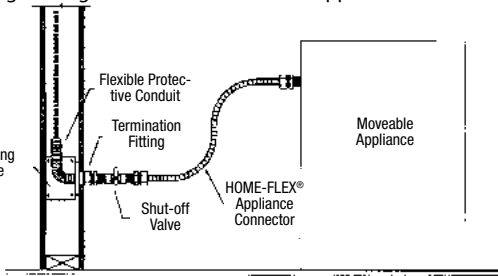 Flexible Protec-
tive Conduit
Termination
Fitting
Moveable
Appliance
HOME-FLEX®
Appliance
Connector
Shut-off
Valve